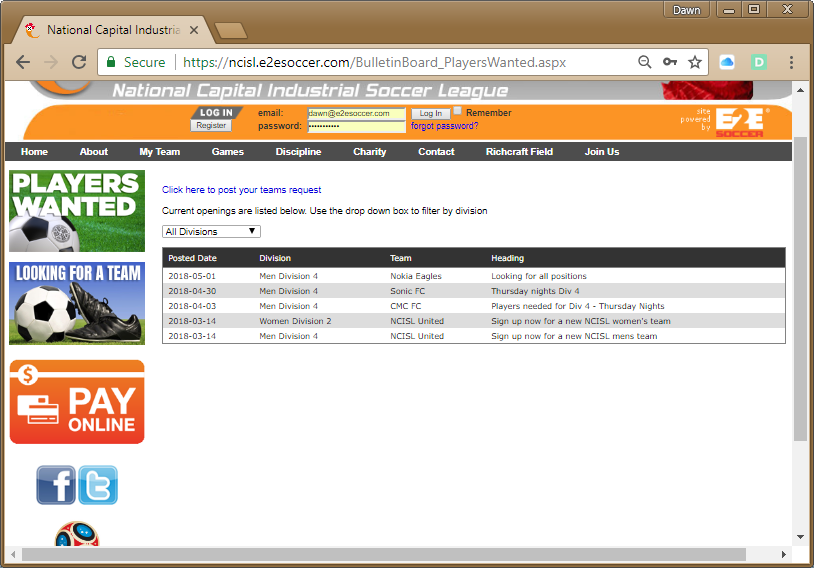 Dawn
National Capital Industria
Secure https://ncisl.e2esoccer.com/BulletinBoard_PlayersWanted.aspx
D
National Capital Industrial Soccer League
LOG IN email: dawn@e2esoccer.com Log In Remember
Register password: •••••••••••• forgot password?
site powered by E2E SOCCER ®
Home About My Team Games Discipline Charity Contact Richcraft Field Join Us
PLAYERS
WANTED
LOOKING FOR A TEAM
$ PAY
ONLINE
f t
Click here to post your teams request
Current openings are listed below. Use the drop down box to filter by division
All Divisions
Posted Date Division Team Heading
2018-05-01 Men Division 4 Nokia Eagles Looking for all positions
2018-04-30 Men Division 4 Sonic FC Thursday nights Div 4
2018-04-03 Men Division 4 CMC FC Players needed for Div 4 - Thursday Nights
2018-03-14 Women Division 2 NCISL United Sign up now for a new NCISL women's team
2018-03-14 Men Division 4 NCISL United Sign up now for a new NCISL mens team